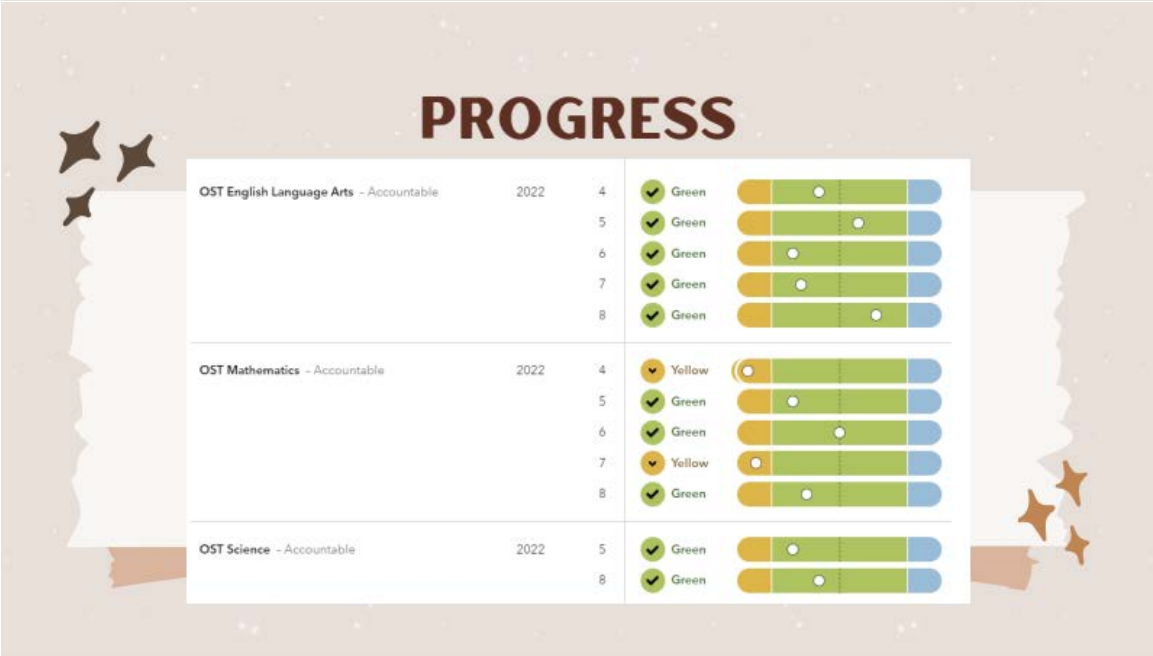 PROGRESS
OST English Language Arts - Accountable 2022 4 Green
5 Green
6 Green
7 Green
8 Green
OST Mathematics - Accountable 2022 4 Yellow
5 Green
6 Green
7 Yellow
8 Green
OST Science - Accountable 2022 5 Green
8 Green